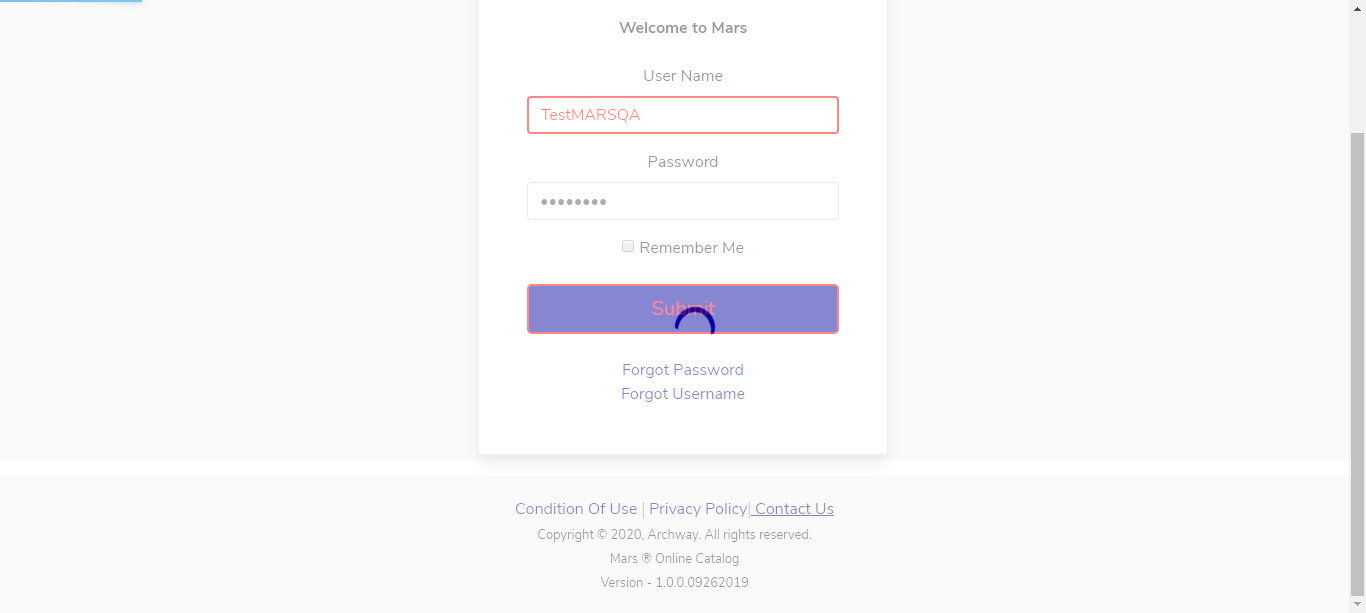 Welcome to Mars
User Name
TestMARSQA
Password
••••••••
Remember Me
Submit
Forgot Password
Forgot Username
Condition Of Use | Privacy Policy| Contact Us
Copyright © 2020, Archway. All rights reserved.
Mars ® Online Catalog
Version - 1.0.0.09262019